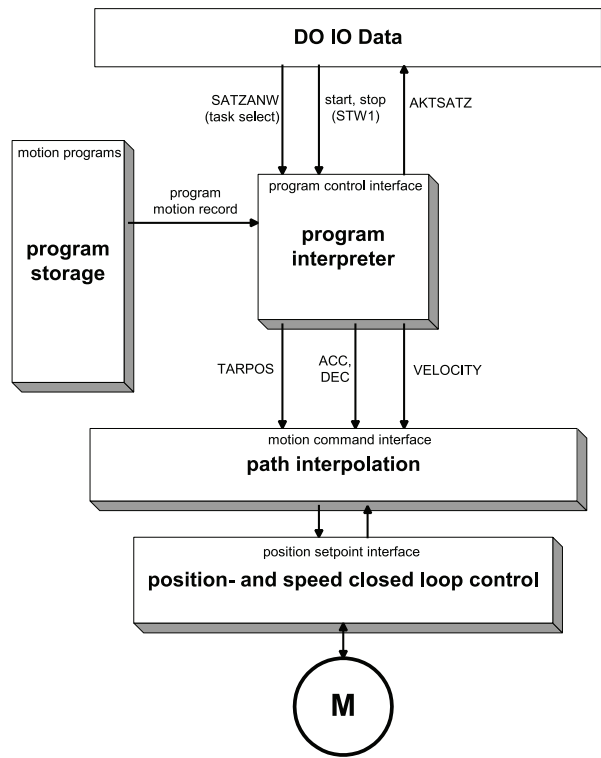 DO IO Data
SATZANW
(task select)
start, stop
(STW1)
AKTSATZ
motion programs
program
storage
program
motion record
program control interface
program
interpreter
TARPOS
ACC,
DEC
VELOCITY
motion command interface
path interpolation
position setpoint interface
position- and speed closed loop control
M